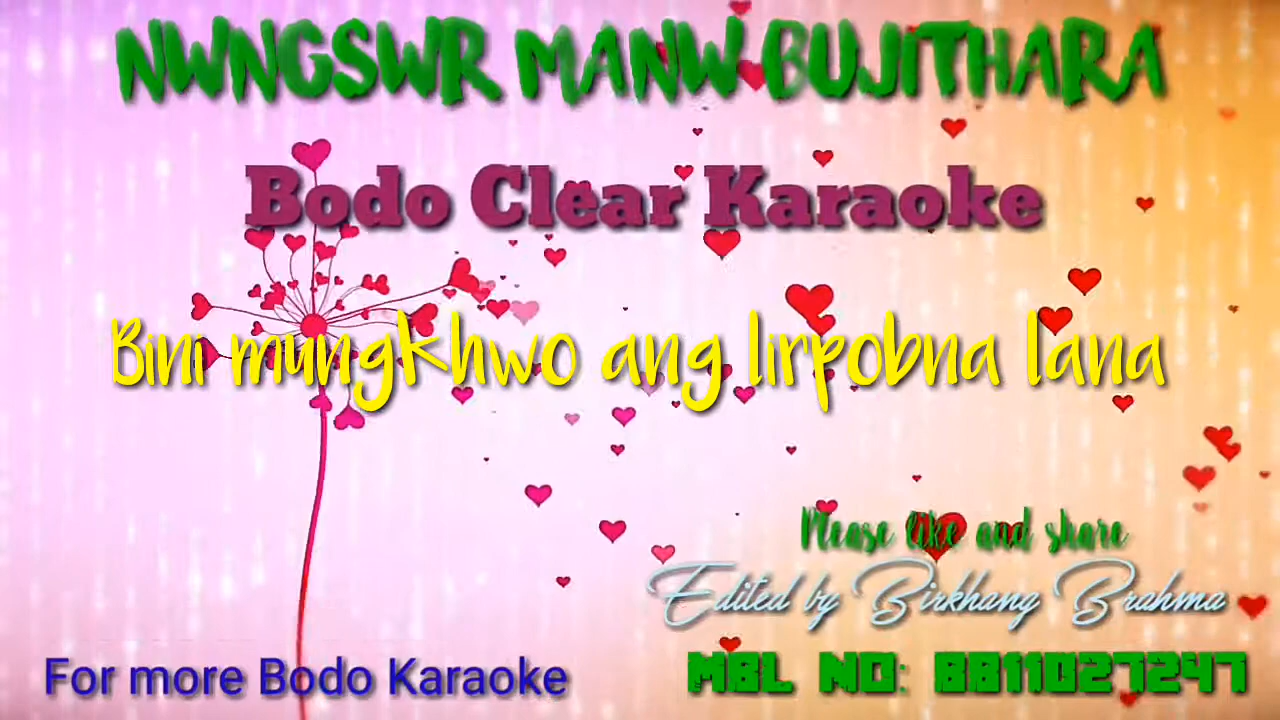 NWNGSWR MANW BUJITHARA
Bodo Clear Karaoke
Bini mungkhwo ang lirpobna lana
Please like and share
Edited by Birkhang Brahma
For more Bodo Karaoke
MBL NO: 8811027247